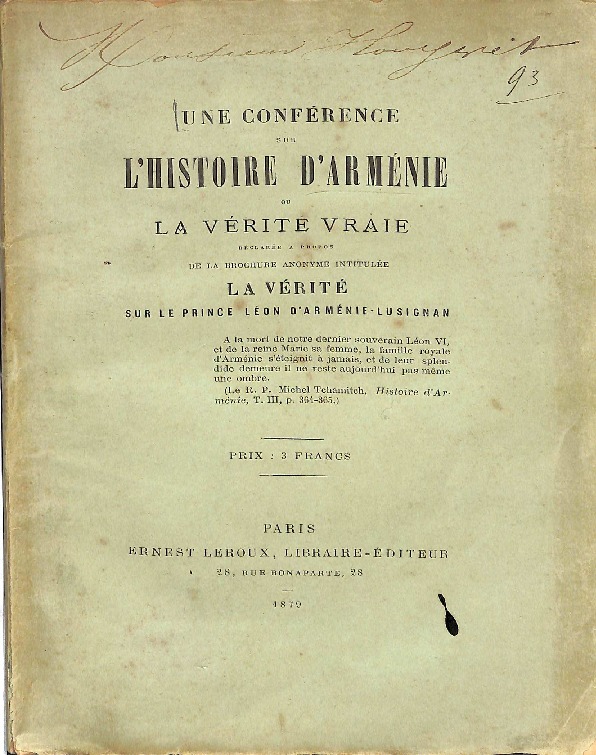 Monsieur
93
UNE CONFÉRENCE
SUR
L'HISTOIRE D'ARMÉNIE
OU
LA VÉRITÉ VRAIE
DÉCLARÉE A PROPOS
DE LA BROCHURE ANONYME INTITULÉE
LA VÉRITÉ
SUR LE PRINCE LÉON D'ARMÉNIE-LUSIGNAN
A la mort de notre dernier souverain Léon VI,
et de la reine Marie sa femme, la famille royale
d'Arménie s'éteignit à jamais, et de leur splen-
dide demeure il ne reste aujourd'hui pas même
une ombre.
(Le R. P. Michel Tchamitch, Histoire d'Ar-
ménie, T. III, p. 364-365.)
PRIX : 3 FRANCS
PARIS
ERNEST LEROUX, LIBRAIRE-ÉDITEUR
28, RUE BONAPARTE, 28
1879